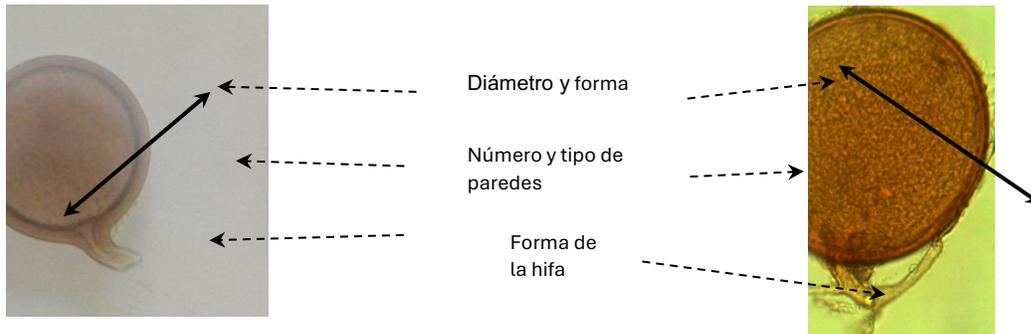 Diámetro y forma
Número y tipo de
paredes
Forma de
la hifa